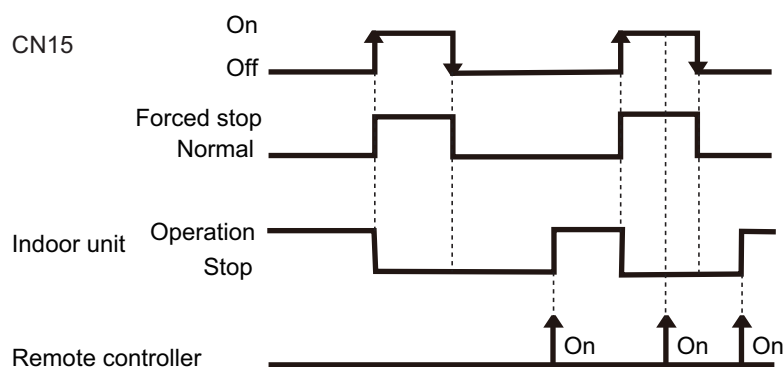 On
CN15
Off
Forced stop
Normal
Operation
Indoor unit
Stop
On
On
On
Remote controller